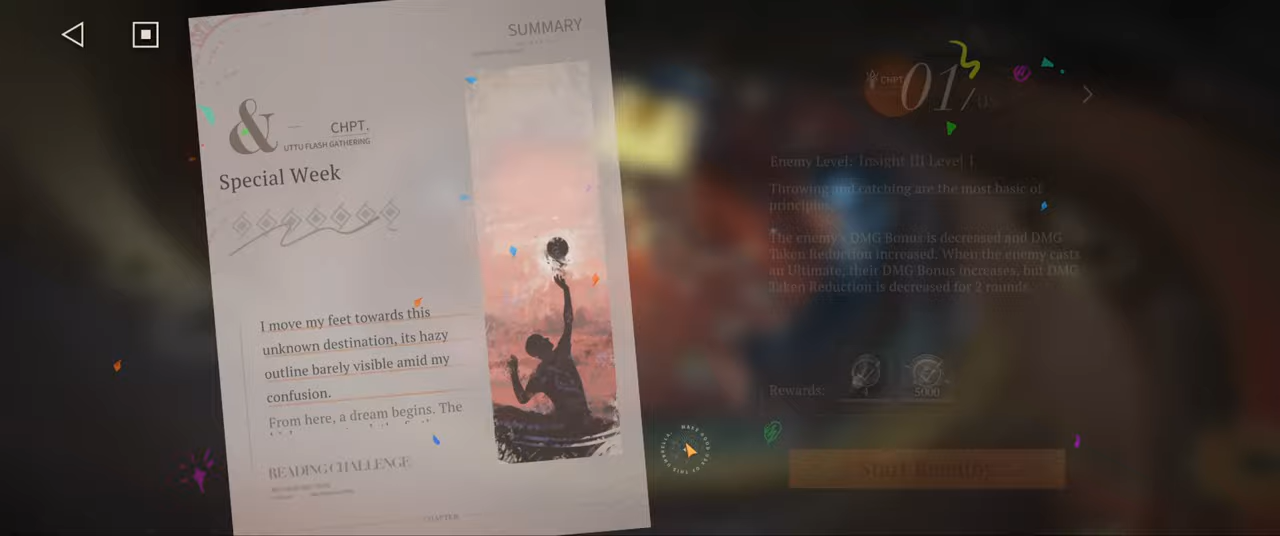 SUMMARY
& — CHPT.
UTTU FLASH GATHERING
Special Week
I move my feet towards this
unknown destination, its hazy
outline barely visible amid my
confusion.
From here, a dream begins. The
READING CHALLENGE
CHAPTER
CHPT.
01/
Enemy Level: Insight III Level 1
Throwing and catching are the most basic of
principles.
The enemy's DMG Bonus is decreased and DMG
Taken Reduction increased. When the enemy casts
an Ultimate, their DMG Bonus increases, but DMG
Taken Reduction is decreased for 2 rounds.
Rewards:
4
5000
Start Reading